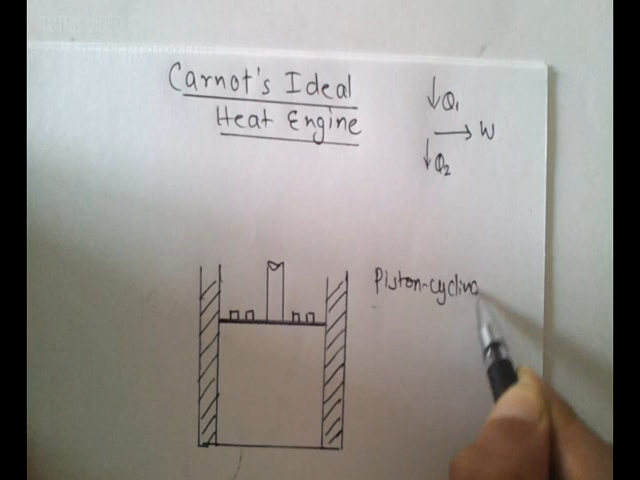 Carnot's Ideal
Heat Engine
Q1
W
Q2
Piston-cylind